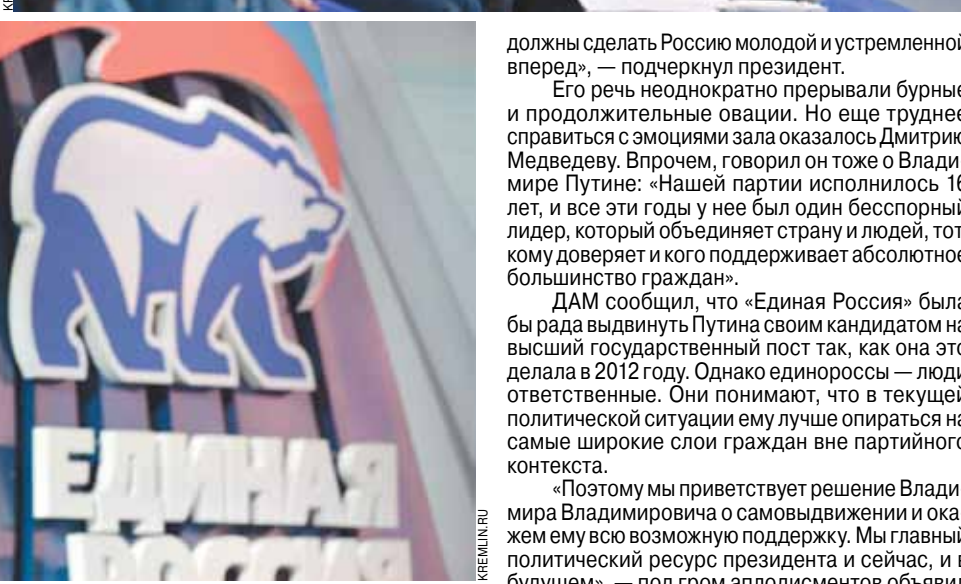 ЕДИНАЯ
РОССИЯ
KREMLIN.RU
должны сделать Россию молодой и устремленной
вперед», — подчеркнул президент.
Его речь неоднократно прерывали бурные
и продолжительные овации. Но еще труднее
справиться с эмоциями зала оказалось Дмитрию
Медведеву. Впрочем, говорил он тоже о Влади-
мире Путине: «Нашей партии исполнилось 16
лет, и все эти годы у нее был один бесспорный
лидер, который объединяет страну и людей, тот,
кому доверяет и кого поддерживает абсолютное
большинство граждан».
ДАМ сообщил, что «Единая Россия» была
бы рада выдвинуть Путина своим кандидатом на
высший государственный пост так, как она это
делала в 2012 году. Однако единороссы — люди
ответственные. Они понимают, что в текущей
политической ситуации ему лучше опираться на
самые широкие слои граждан вне партийного
контекста.
«Поэтому мы приветствует решение Влади-
мира Владимировича о самовыдвижении и ока-
жем ему всю возможную поддержку. Мы главный
политический ресурс президента и сейчас, и в
будущем», — под гром аплодисментов объявил